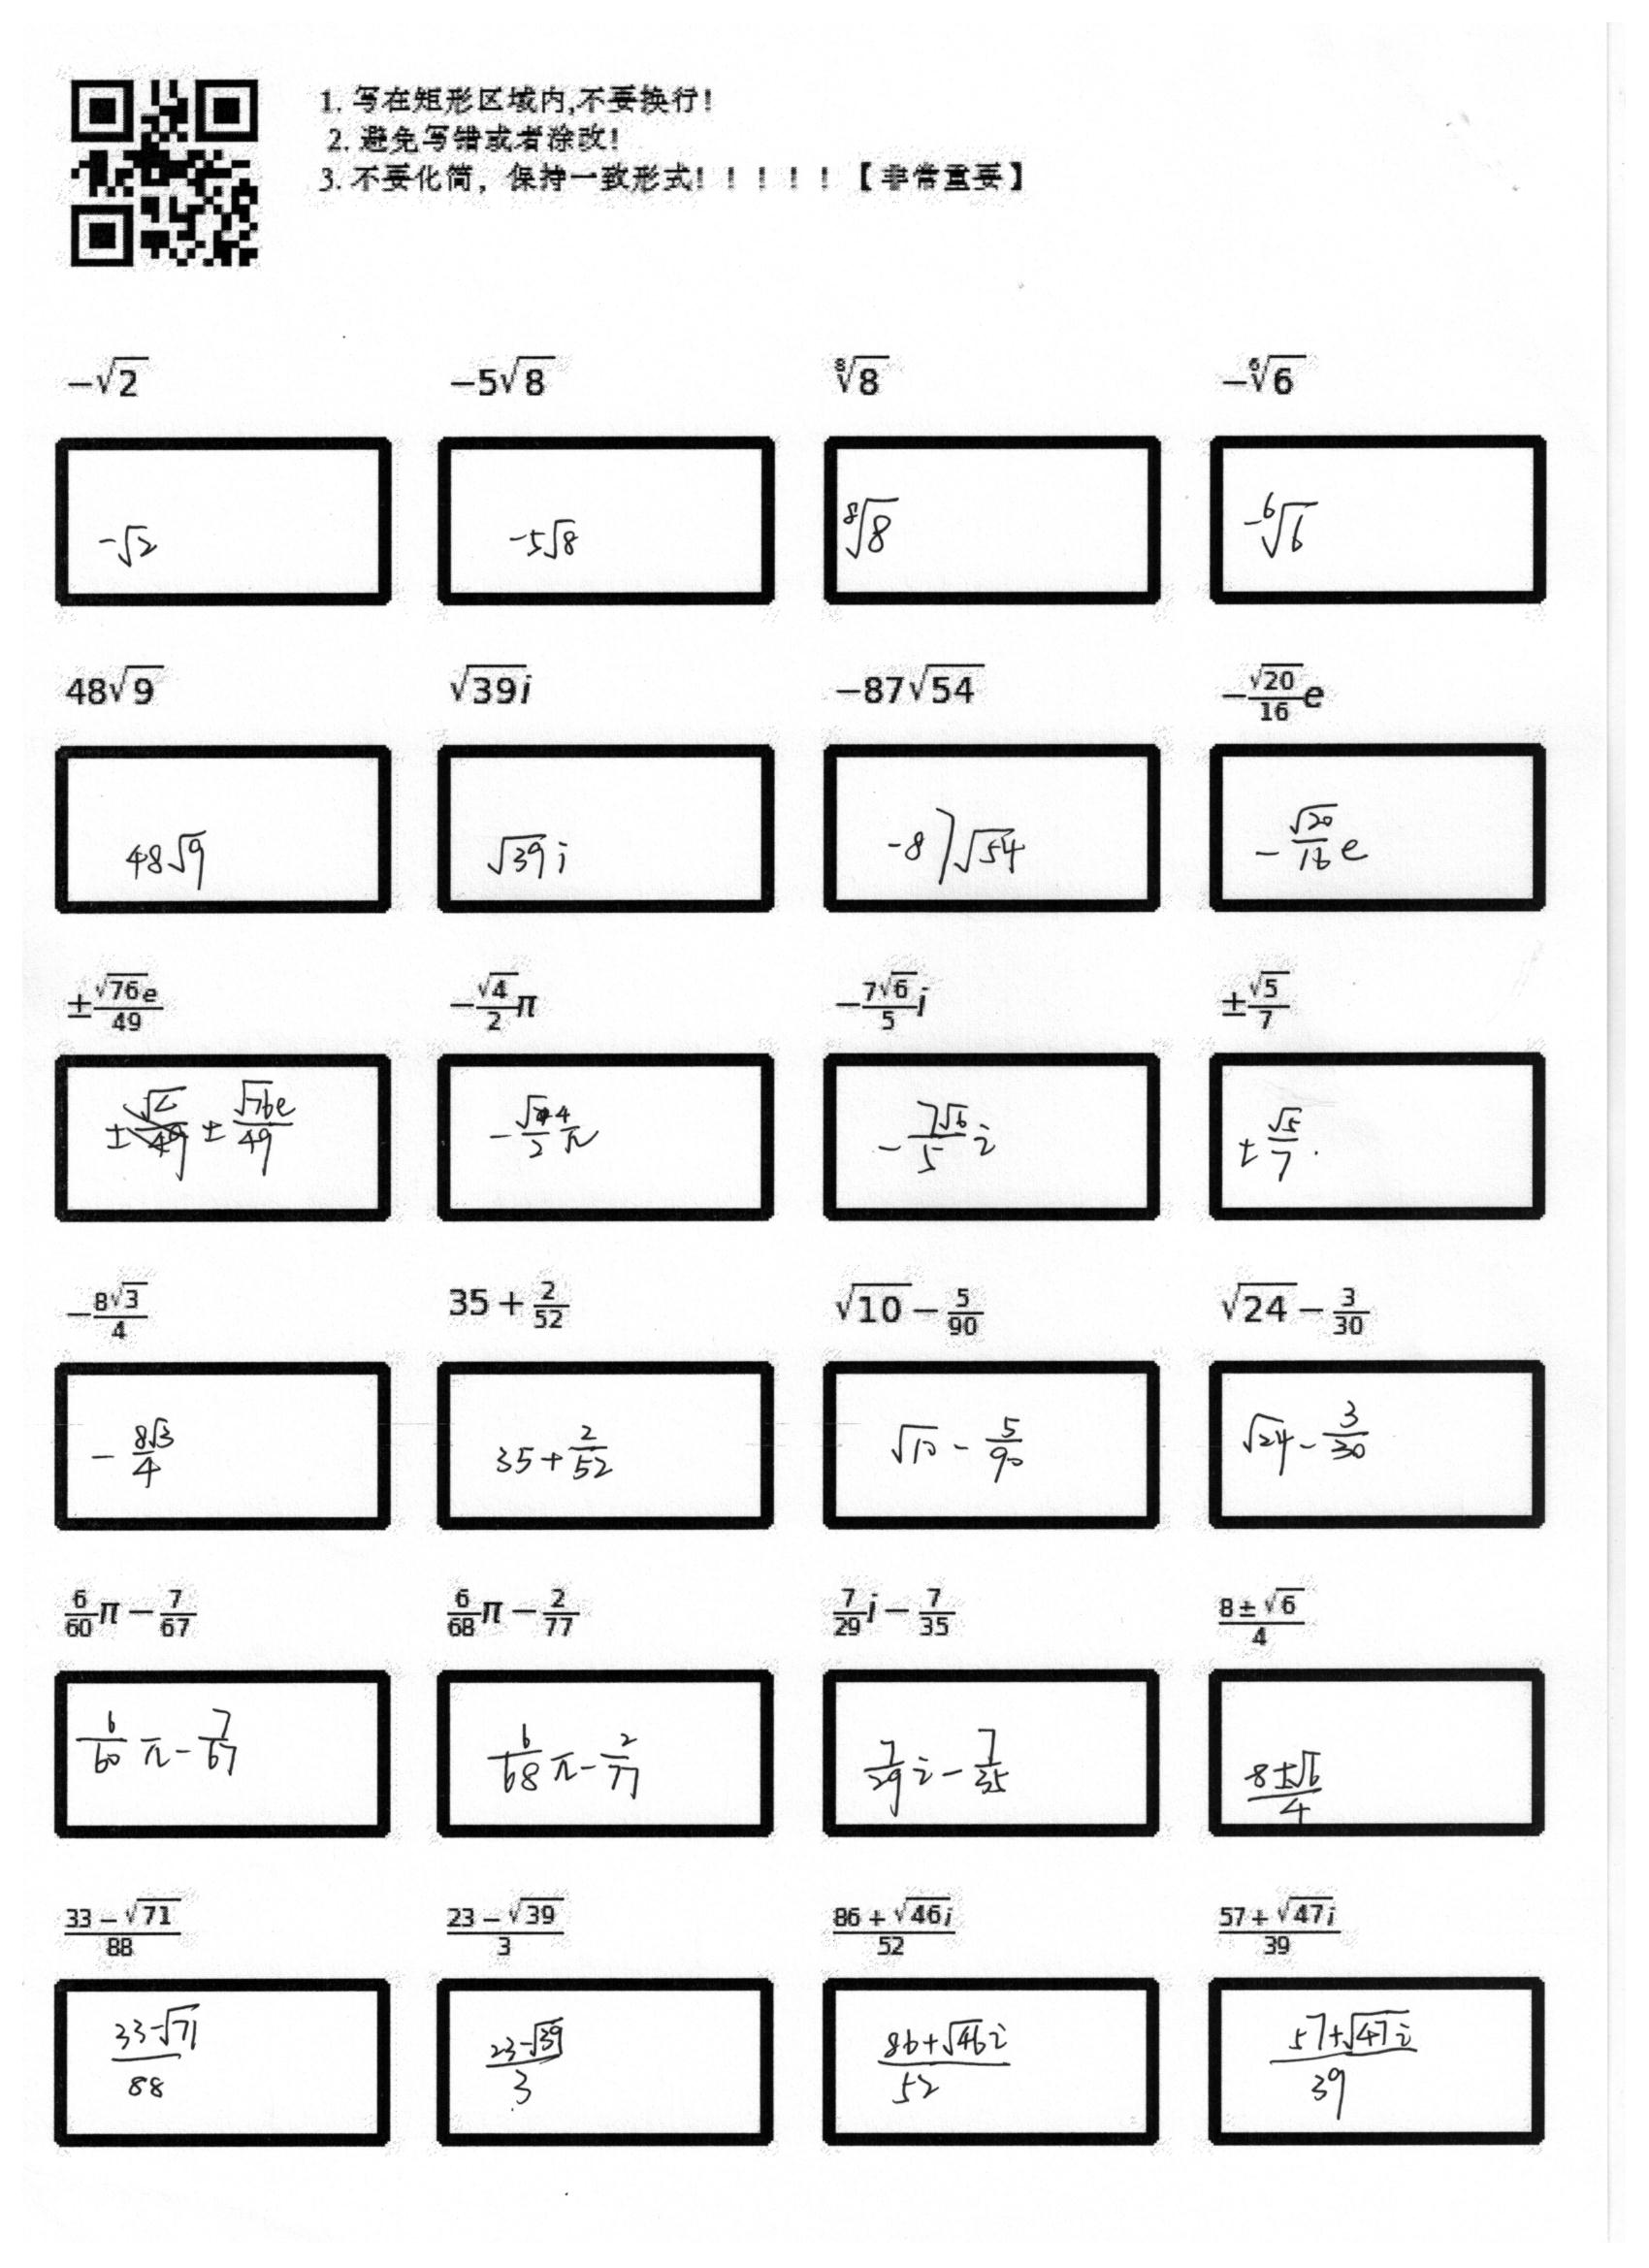 1. 写在矩形区域内,不要换行!
2. 避免写错或者涂改!
3. 不要化简，保持一致形式! ! ! ! ! 【非常重要】
$-\sqrt{2}$ $-5\sqrt{8}$ $\sqrt[8]{8}$ $-\sqrt[6]{6}$
$-\sqrt{2}$ $-5\sqrt{8}$ $\sqrt[8]{8}$ $-\sqrt[6]{6}$
$48\sqrt{9}$ $\sqrt{39i}$ $-87\sqrt{54}$ $-\frac{\sqrt{20}}{16}e$
$48\sqrt{9}$ $\sqrt{39}i$ $-87\sqrt{54}$ $-\frac{\sqrt{20}}{16}e$
$\pm\frac{\sqrt{76}e}{49}$ $-\frac{\sqrt{4}}{2}\pi$ $-\frac{7\sqrt{6}}{5}i$ $\pm\frac{\sqrt{5}}{7}$
$\pm\frac{\sqrt{76}e}{49}$ $-\frac{\sqrt{4}}{2}\pi$ $-\frac{7\sqrt{6}}{5}i$ $\pm\frac{\sqrt{5}}{7}.$
$-\frac{8\sqrt{3}}{4}$ $35+\frac{2}{52}$ $\sqrt{10}-\frac{5}{90}$ $\sqrt{24}-\frac{3}{30}$
$-\frac{8\sqrt{3}}{4}$ $35+\frac{2}{52}$ $\sqrt{10}-\frac{5}{90}$ $\sqrt{24}-\frac{3}{30}$
$\frac{6}{60}\pi-\frac{7}{67}$ $\frac{6}{68}\pi-\frac{2}{77}$ $\frac{7}{29}i-\frac{7}{35}$ $\frac{8\pm\sqrt{6}}{4}$
$\frac{6}{60}\pi-\frac{7}{67}$ $\frac{6}{68}\pi-\frac{2}{77}$ $\frac{7}{29}i-\frac{7}{35}$ $\frac{8\pm\sqrt{6}}{4}$
$\frac{33-\sqrt{71}}{88}$ $\frac{23-\sqrt{39}}{3}$ $\frac{86+\sqrt{46i}}{52}$ $\frac{57+\sqrt{47i}}{39}$
$\frac{33-\sqrt{71}}{88}$ $\frac{23-\sqrt{39}}{3}$ $\frac{86+\sqrt{46}i}{52}$ $\frac{57+\sqrt{47i}}{39}$